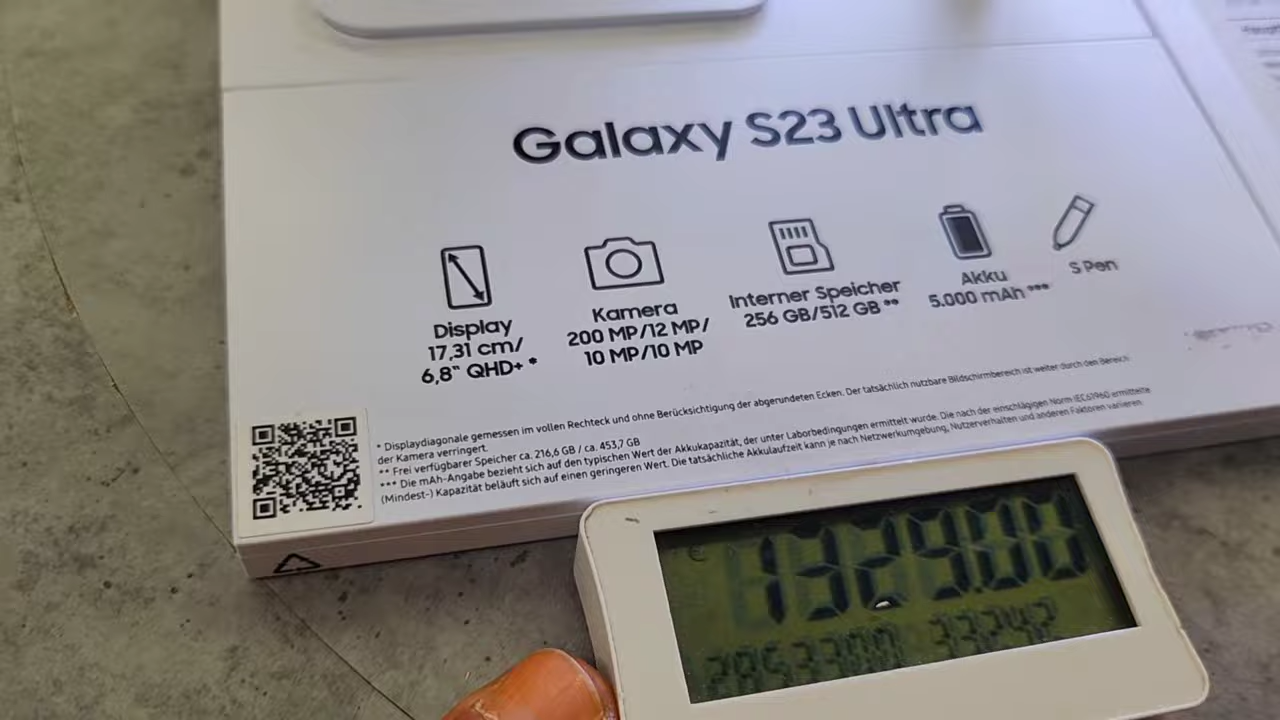 Galaxy S23 Ultra
Display
17,31 cm/
6,8" QHD+ *
Kamera
200 MP/12 MP/
10 MP/10 MP
Interner Speicher
256 GB/512 GB **
Akku
5.000 mAh ***
S Pen
* Displaydiagonale gemessen im vollen Rechteck und ohne Berücksichtigung der abgerundeten Ecken. Der tatsächlich nutzbare Bildschirmbereich ist weiter durch den Bereich
der Kamera verringert.
** Frei verfügbarer Speicher ca. 216,6 GB / ca. 453,7 GB
*** Die mAh-Angabe bezieht sich auf den typischen Wert der Akkukapazität, der unter Laborbedingungen ermittelt wurde. Die nach der einschlägigen Norm IEC61960 ermittelte
(Mindest-) Kapazität beläuft sich auf einen geringeren Wert. Die tatsächliche Akkulaufzeit kann je nach Netzwerkumgebung, Nutzerverhalten und anderen Faktoren variieren.
€ 1329.00